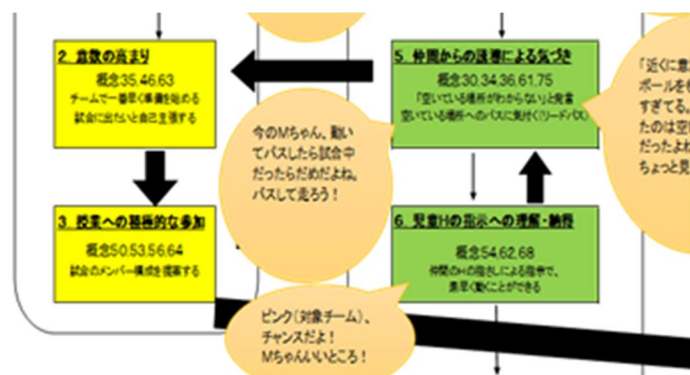 2 意欲の高まり
概念35.46.63
チームで一番早く準備を始める
試合に出たいと自己主張する
5 仲間からの誘導による気づき
概念30.34.36.61.75
「空いている場所がわからない」と発言
空いている場所へのパスに気付く(リードパス)
「近くに意
ボールを
すぎてる。
たのは空
だったよね
ちょっと見
今のMちゃん、動い
てパスしたら試合中
だったらだめだよね。
パスして走ろう!
3 授業への積極的な参加
概念50.53.56.64
試合のメンバー構成を提案する
6 児童Hの指示への理解・納得
概念54.62.68
仲間のHの指示で、
素早く動くことができる
ピンク(対象チーム)、
チャンスだよ!
Mちゃんいいところ!